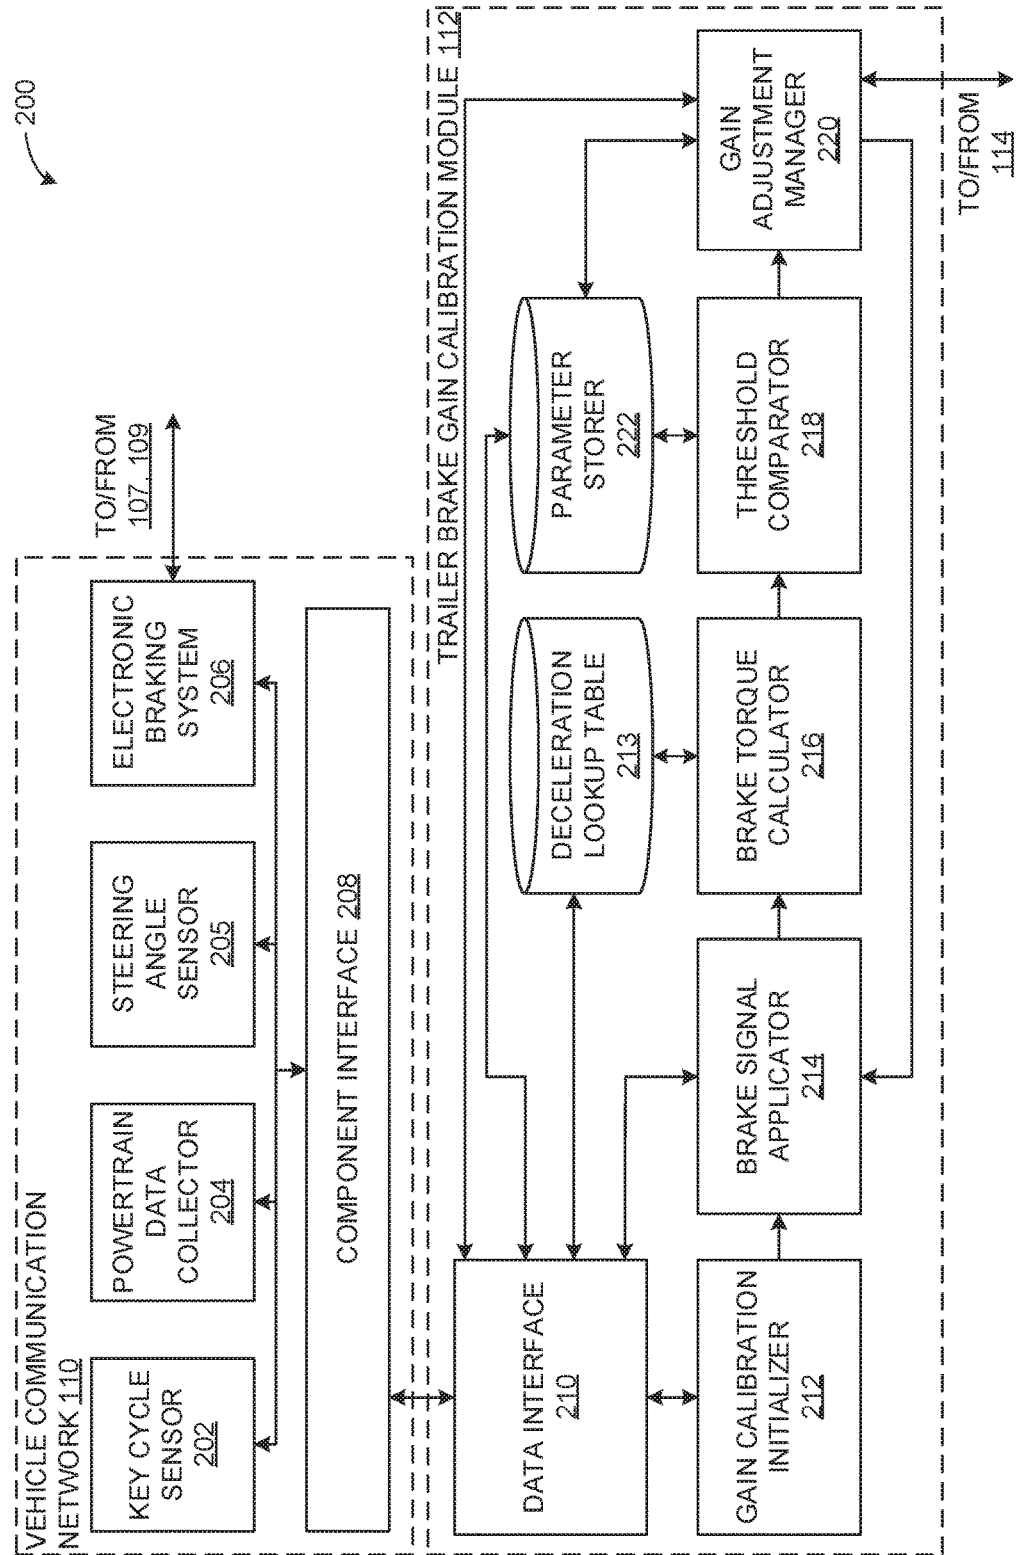 200
VEHICLE COMMUNICATION
NETWORK 110
KEY CYCLE
SENSOR
202
POWERTRAIN
DATA
COLLECTOR
204
STEERING
ANGLE
SENSOR
205
ELECTRONIC
BRAKING
SYSTEM
206
TO/FROM
107, 109
COMPONENT INTERFACE 208
TRAILER BRAKE GAIN CALIBRATION MODULE 112
DATA INTERFACE
210
DECELERATION
LOOKUP TABLE
213
PARAMETER
STORER
222
GAIN CALIBRATION
INITIALIZER
212
BRAKE SIGNAL
APPLICATOR
214
BRAKE TORQUE
CALCULATOR
216
THRESHOLD
COMPARATOR
218
GAIN
ADJUSTMENT
MANAGER
220
TO/FROM
114